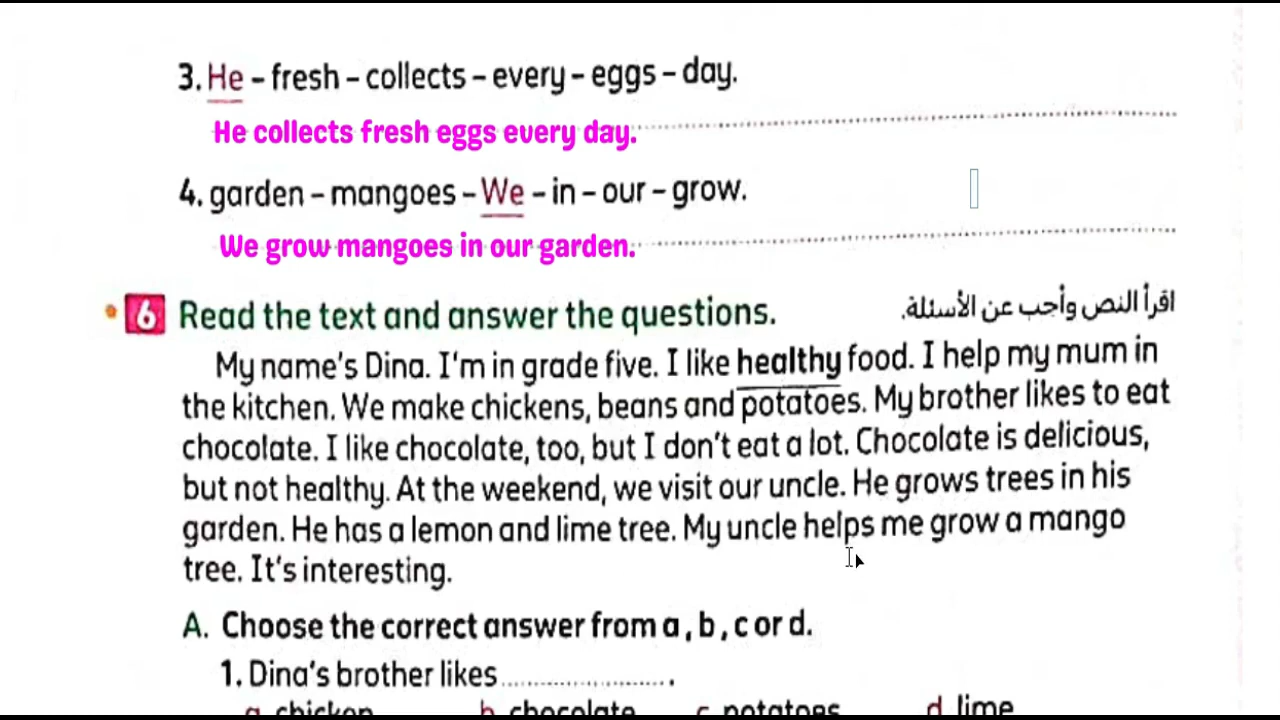 3. He – fresh – collects – every – eggs – day.
He collects fresh eggs every day.
4. garden – mangoes – We – in – our – grow.
We grow mangoes in our garden.
6 Read the text and answer the questions. اقرأ النص وأجب عن الأسئلة.
My name's Dina. I'm in grade five. I like healthy food. I help my mum in
the kitchen. We make chickens, beans and potatoes. My brother likes to eat
chocolate. I like chocolate, too, but I don't eat a lot. Chocolate is delicious,
but not healthy. At the weekend, we visit our uncle. He grows trees in his
garden. He has a lemon and lime tree. My uncle helps me grow a mango
tree. It's interesting.
A. Choose the correct answer from a, b, c or d.
1. Dina's brother likes ........................ .
a chicken b chocolate c potatoes d lime